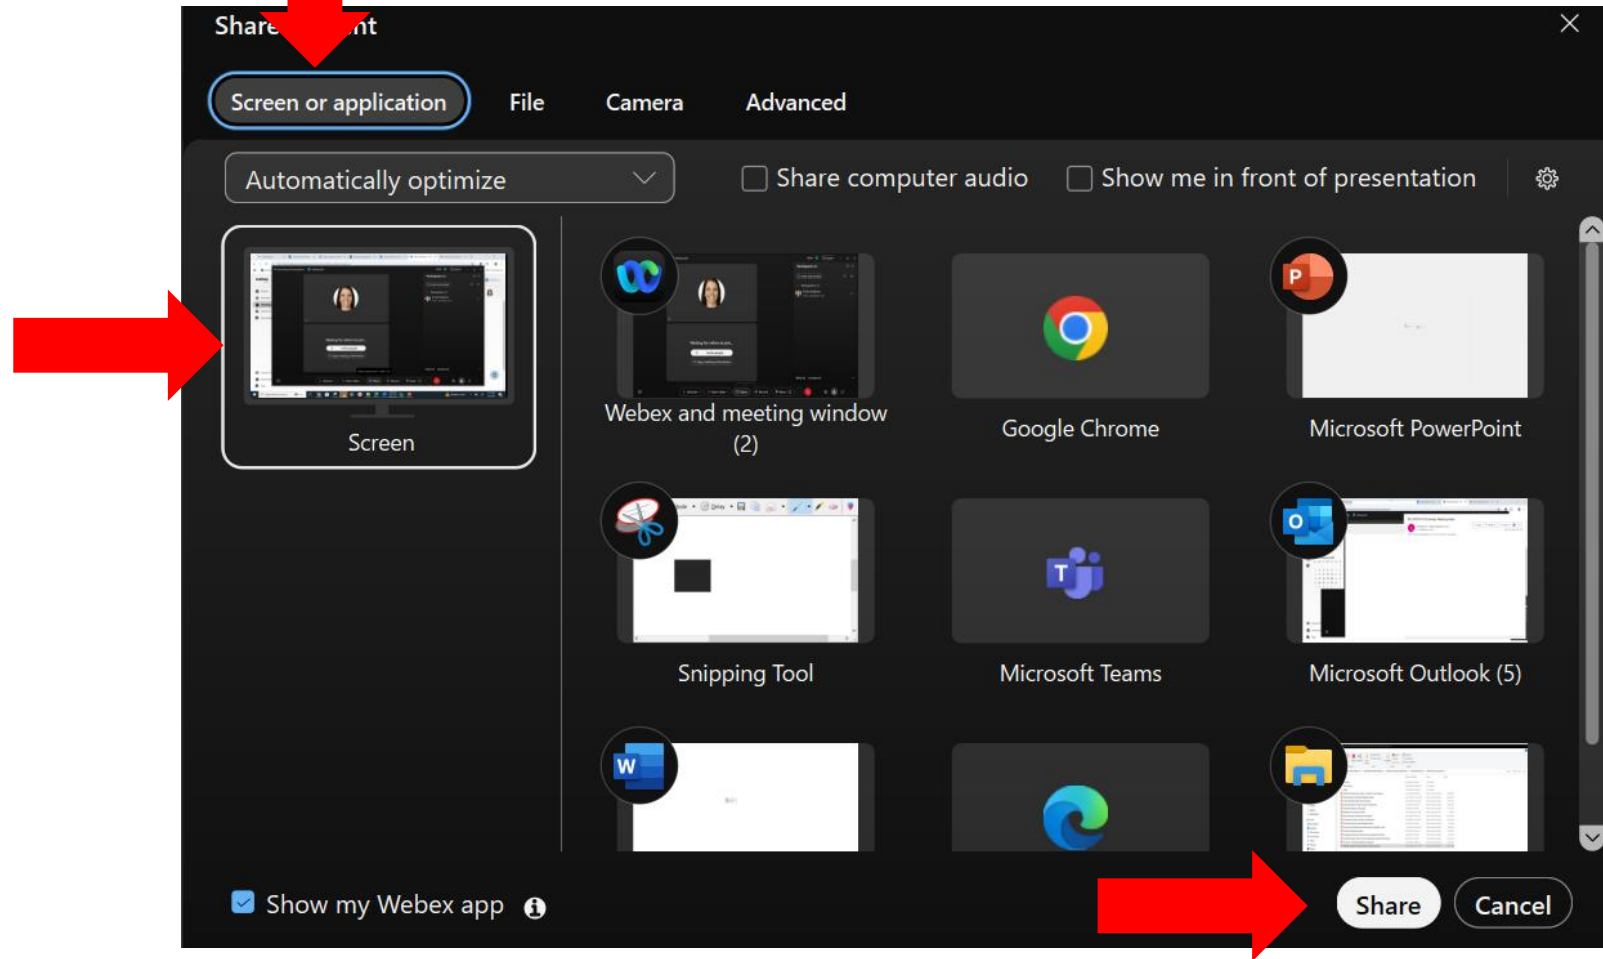 Share nt
Screen or application File Camera Advanced
Automatically optimize Share computer audio Show me in front of presentation
Screen
Webex and meeting window
(2)
Google Chrome
Microsoft PowerPoint
Snipping Tool
Microsoft Teams
Microsoft Outlook (5)
Show my Webex app
Share Cancel